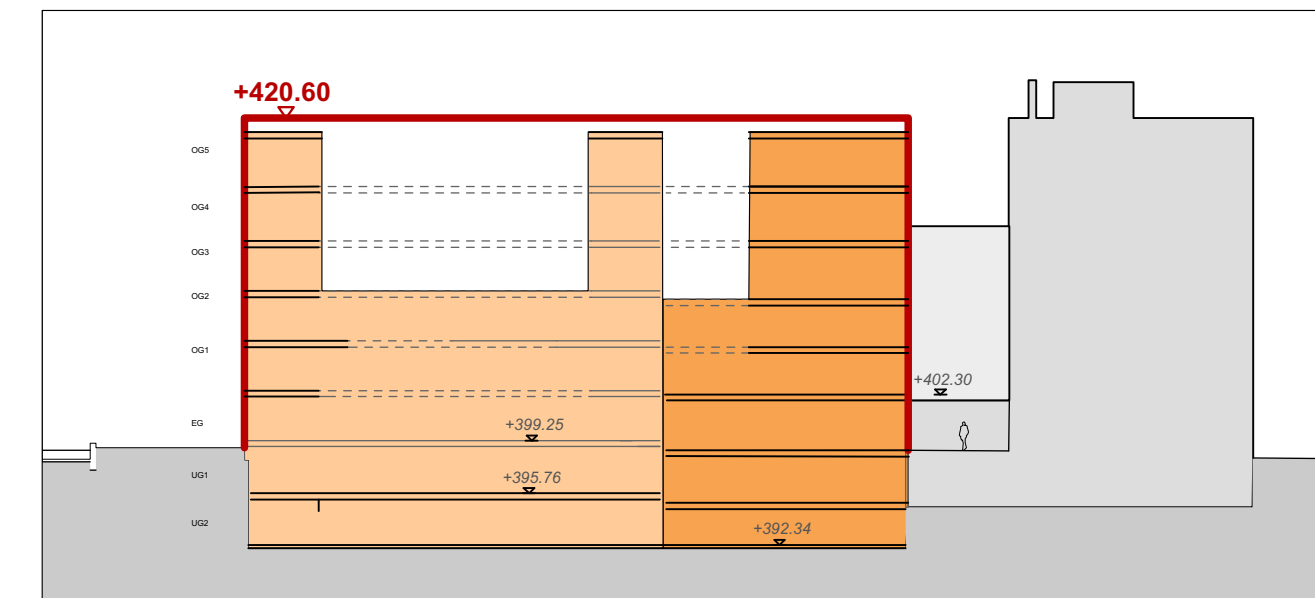 +420.60
OG5
OG4
OG3
OG2
OG1
+402.30
EG
+399.25
UG1
+395.76
UG2
+392.34